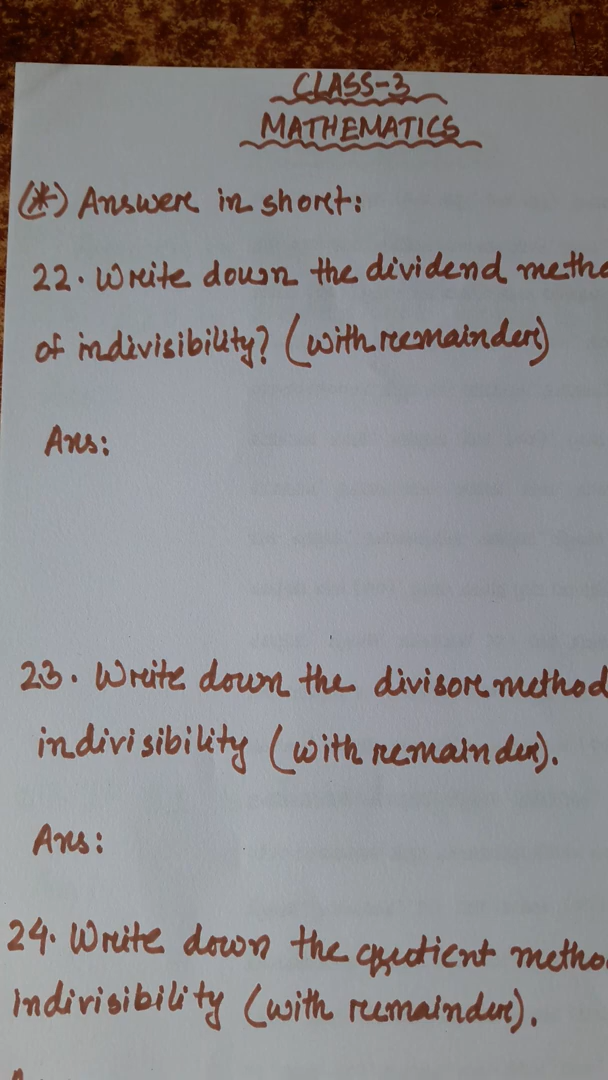 CLASS-3
MATHEMATICS
(*) Answere in short:
22. Write down the dividend metho
of indivisibility? (with remainder)
Ans:
23. Write down the divisor method
indivisibility (with remainder).
Ans:
24. Write down the quotient metho
indivisibility (with remainder).